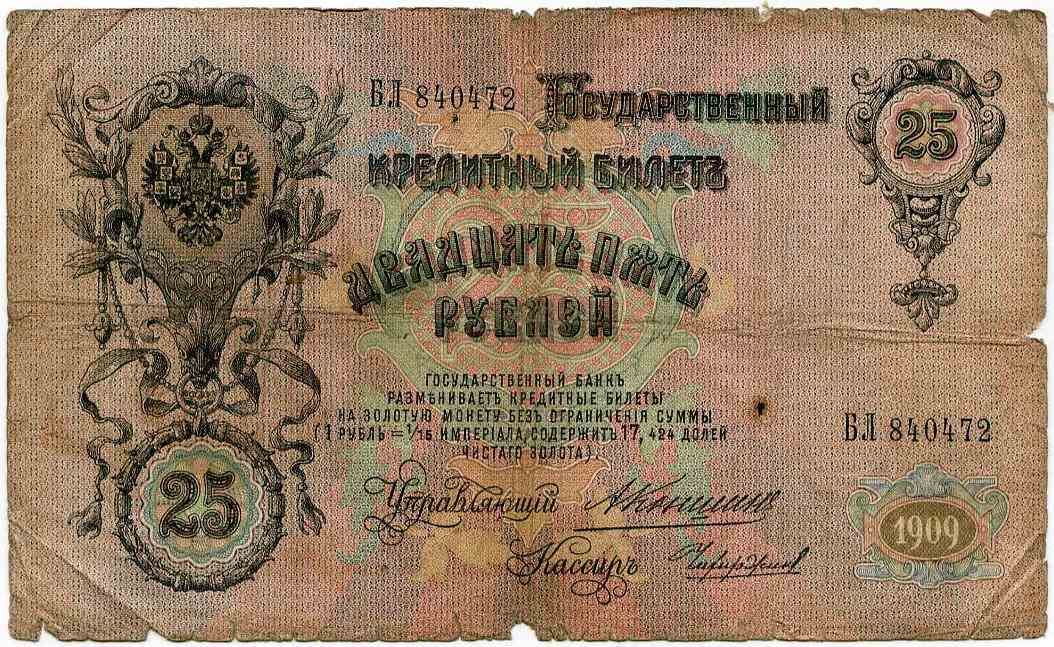 БЛ 840472 Государственный
25
кредитный билетъ
Двадцать пять
рублей
Государственный банкъ
размѣниваетъ кредитные билеты
на золотую монету безъ ограниченія суммы
(1 рубль = 1/15 имперіала, содержитъ 17,424 долей
чистаго золота).
БЛ 840472
25
Управляющій
1909
Кассиръ